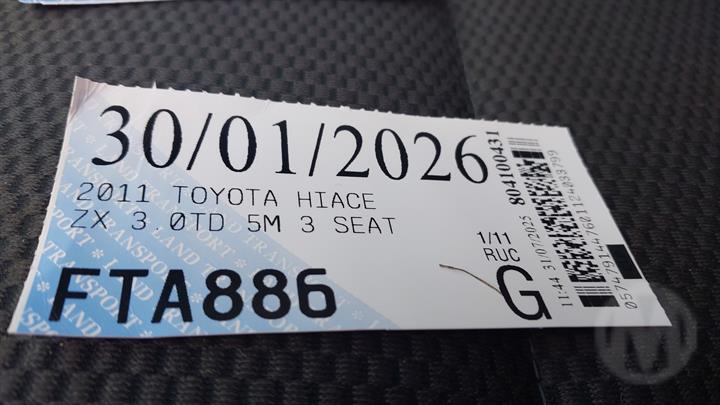 30/01/2026
2011 TOYOTA HIACE
ZX 3.0TD 5M 3 SEAT
FTA886
1/11
RUC
G
804100431
11:44 31/07/2025
LAND TRANSPORT